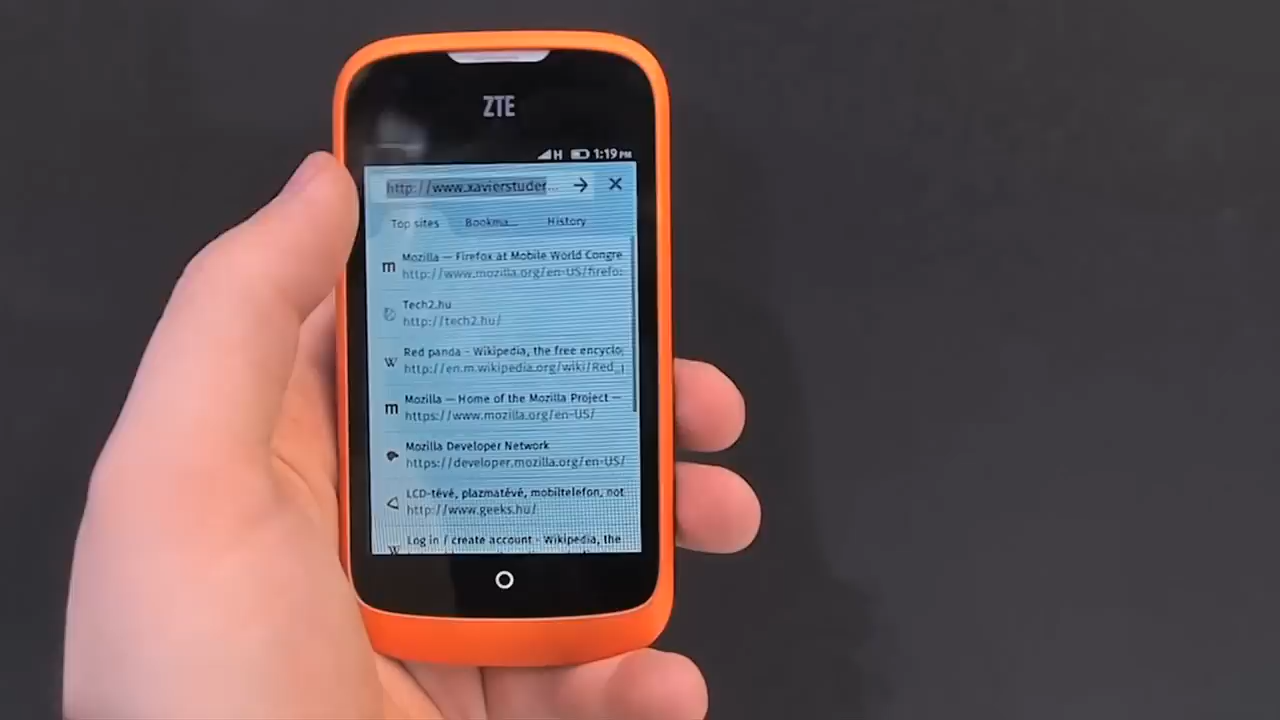 ZTE
H 1:19 PM
http://www.xavierstuder...
Top sites Bookma... History
m Mozilla — Firefox at Mobile World Congre
http://www.mozilla.org/en-US/firefo
Tech2.hu
http://tech2.hu/
W Red panda - Wikipedia, the free encyclo
http://en.m.wikipedia.org/wiki/Red_
m Mozilla — Home of the Mozilla Project —
https://www.mozilla.org/en-US/
Mozilla Developer Network
https://developer.mozilla.org/en-US/
LCD-tévé, plazmatévé, mobiltelefon, not
http://www.geeks.hu/
W Log in / create account - Wikipedia, the